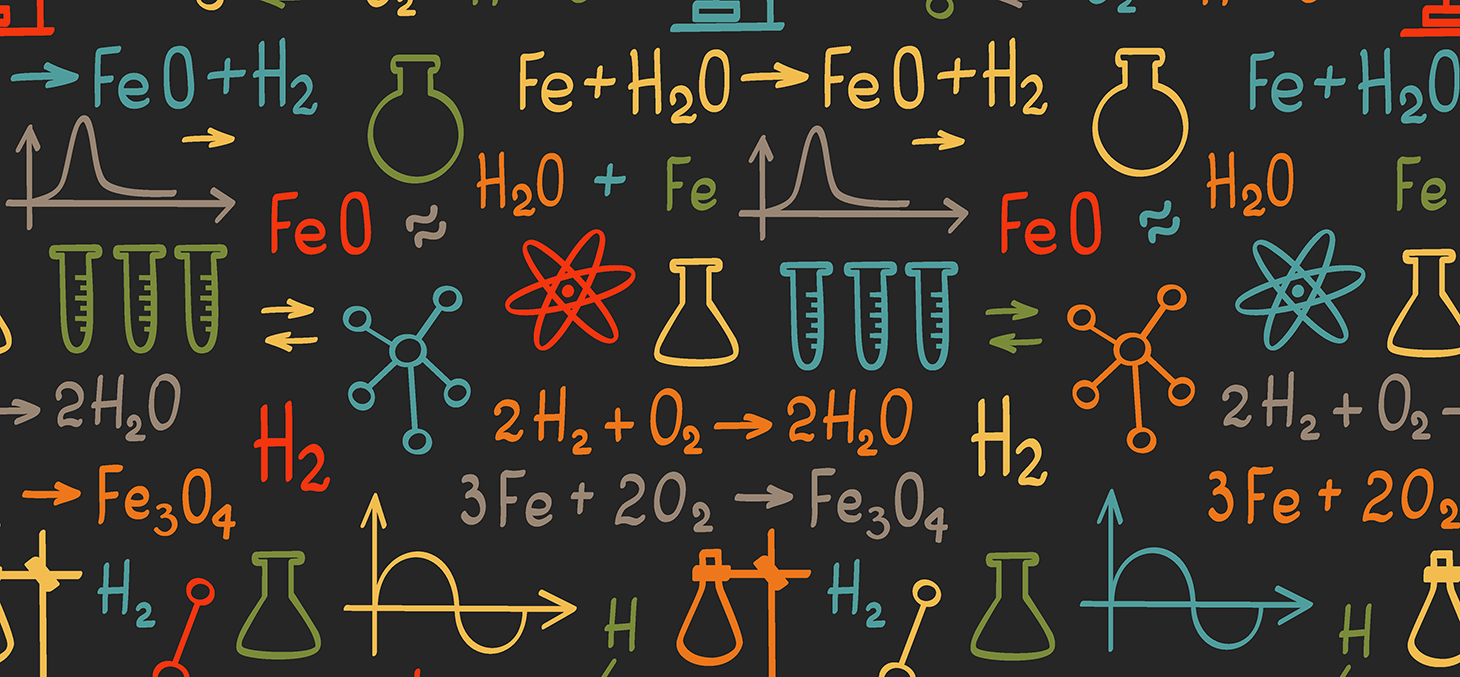 FeO+H₂ Fe+H₂O→FeO+H₂ Fe+H₂O
H₂O + Fe H₂O Fe
FeO ≈ FeO ≈
→2H₂O 2H₂+O₂→2H₂O 2H₂+O₂-
H₂ H₂
→Fe₃O₄ 3Fe+2O₂→Fe₃O₄ 3Fe+2O₂
H₂ H₂
H H